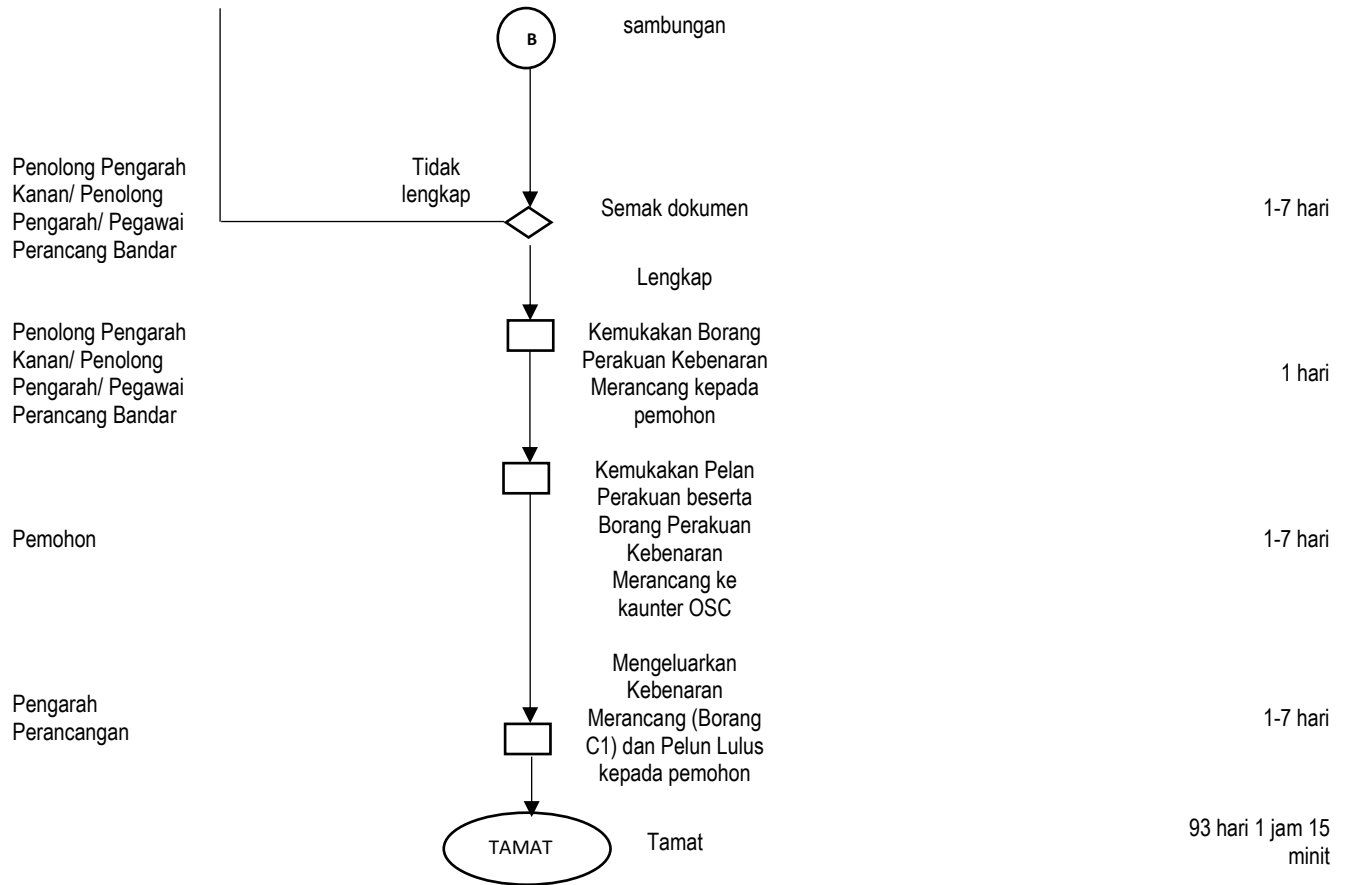 B
sambungan
Penolong Pengarah
Kanan/ Penolong
Pengarah/ Pegawai
Perancang Bandar
Tidak
lengkap
Semak dokumen
1-7 hari
Lengkap
Penolong Pengarah
Kanan/ Penolong
Pengarah/ Pegawai
Perancang Bandar
Kemukakan Borang
Perakuan Kebenaran
Merancang kepada
pemohon
1 hari
Pemohon
Kemukakan Pelan
Perakuan beserta
Borang Perakuan
Kebenaran
Merancang ke
kaunter OSC
1-7 hari
Pengarah
Perancangan
Mengeluarkan
Kebenaran
Merancang (Borang
C1) dan Pelun Lulus
kepada pemohon
1-7 hari
TAMAT
Tamat
93 hari 1 jam 15
minit